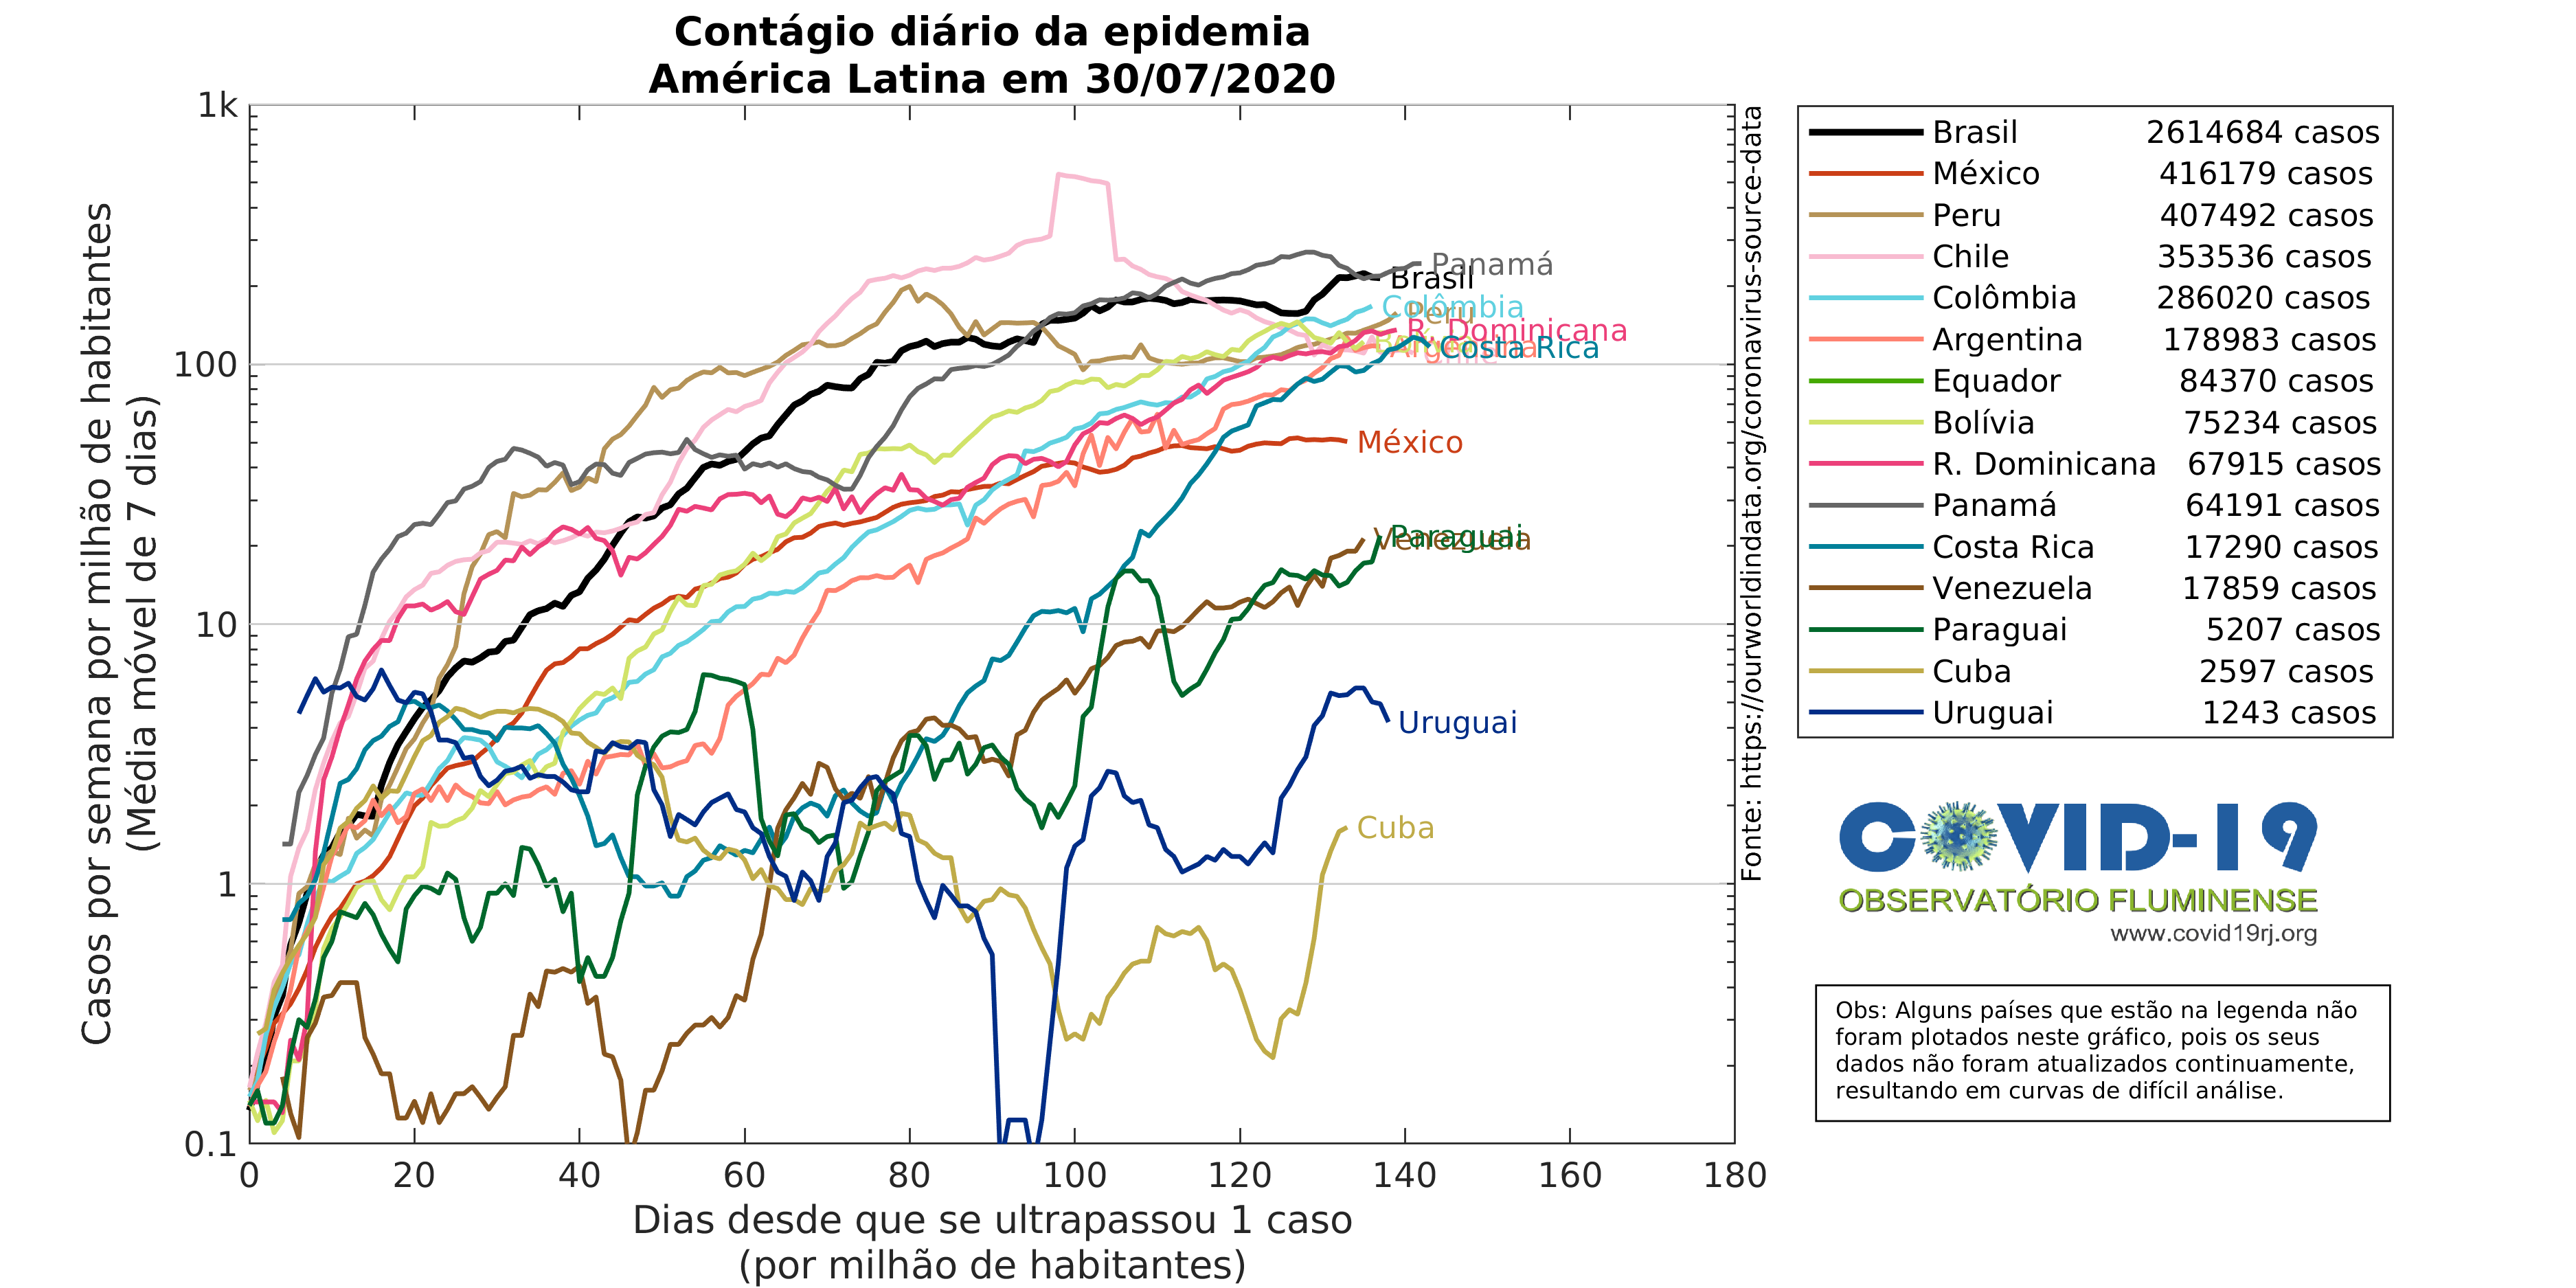 Contágio diário da epidemia
América Latina em 30/07/2020
Casos por semana por milhão de habitantes
(Média móvel de 7 dias)
1k
100
10
1
0.1
0
20
40
60
80
100
120
140
160
180
Dias desde que se ultrapassou 1 caso
(por milhão de habitantes)
Panamá
Brasil
Colômbia
Peru
R. Dominicana
Costa Rica
Argentina
México
Venezuela
Paraguai
Uruguai
Cuba
Fonte: https://ourworldindata.org/coronavirus-source-data
Brasil 2614684 casos
México 416179 casos
Peru 407492 casos
Chile 353536 casos
Colômbia 286020 casos
Argentina 178983 casos
Equador 84370 casos
Bolívia 75234 casos
R. Dominicana 67915 casos
Panamá 64191 casos
Costa Rica 17290 casos
Venezuela 17859 casos
Paraguai 5207 casos
Cuba 2597 casos
Uruguai 1243 casos
COVID-19
OBSERVATÓRIO FLUMINENSE
www.covid19rj.org
Obs: Alguns países que estão na legenda não
foram plotados neste gráfico, pois os seus
dados não foram atualizados continuamente,
resultando em curvas de difícil análise.